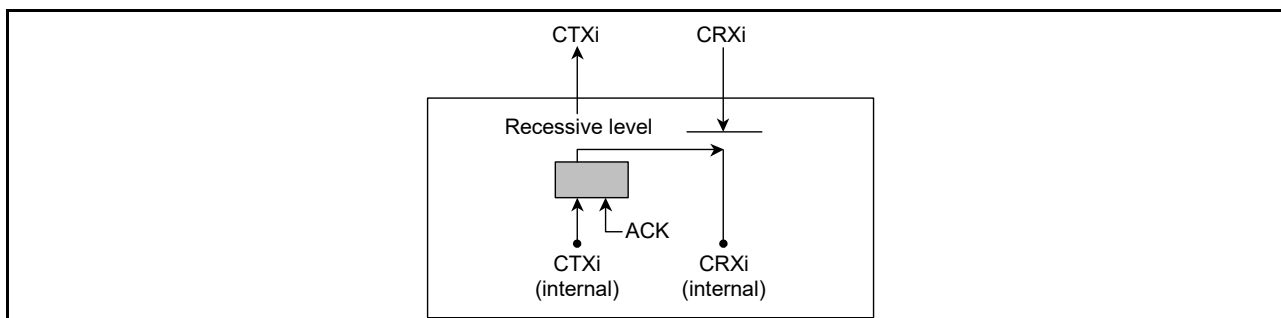 CTXi
CRXi
Recessive level
ACK
CTXi
(internal)
CRXi
(internal)